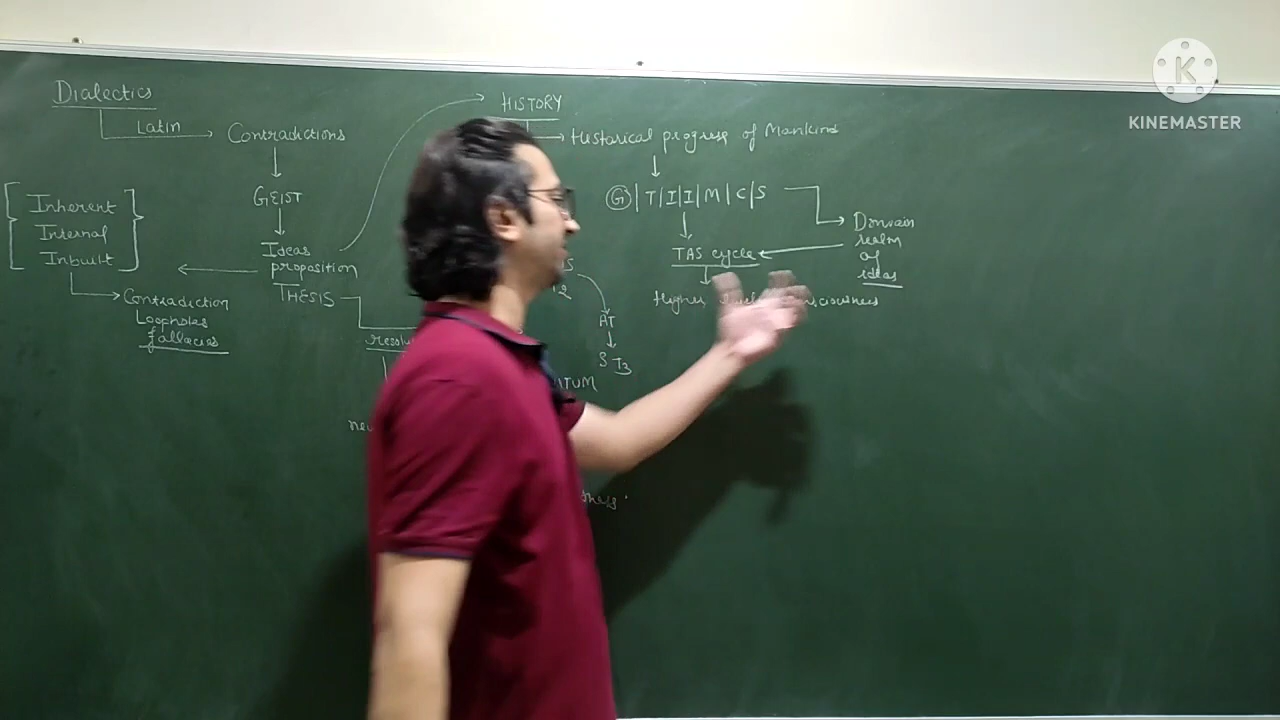 Dialectics
Latin
Contradictions
GEIST
Ideas
proposition
THESIS
Inherent
Internal
Inbuilt
Contradiction
Loopholes
fallacies
HISTORY
Historical progress of Mankind
G | T | I | I | M | C | S
TAS cycle
Domain
realm
of
ideas
Higher
AT
S T3
KINEMASTER